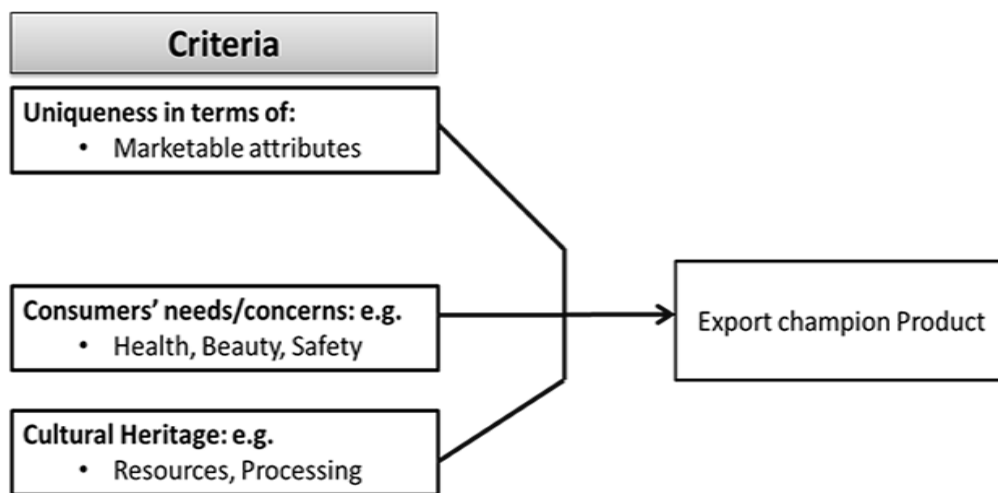 Criteria
Uniqueness in terms of:
• Marketable attributes
Consumers’ needs/concerns: e.g.
• Health, Beauty, Safety
Export champion Product
Cultural Heritage: e.g.
• Resources, Processing